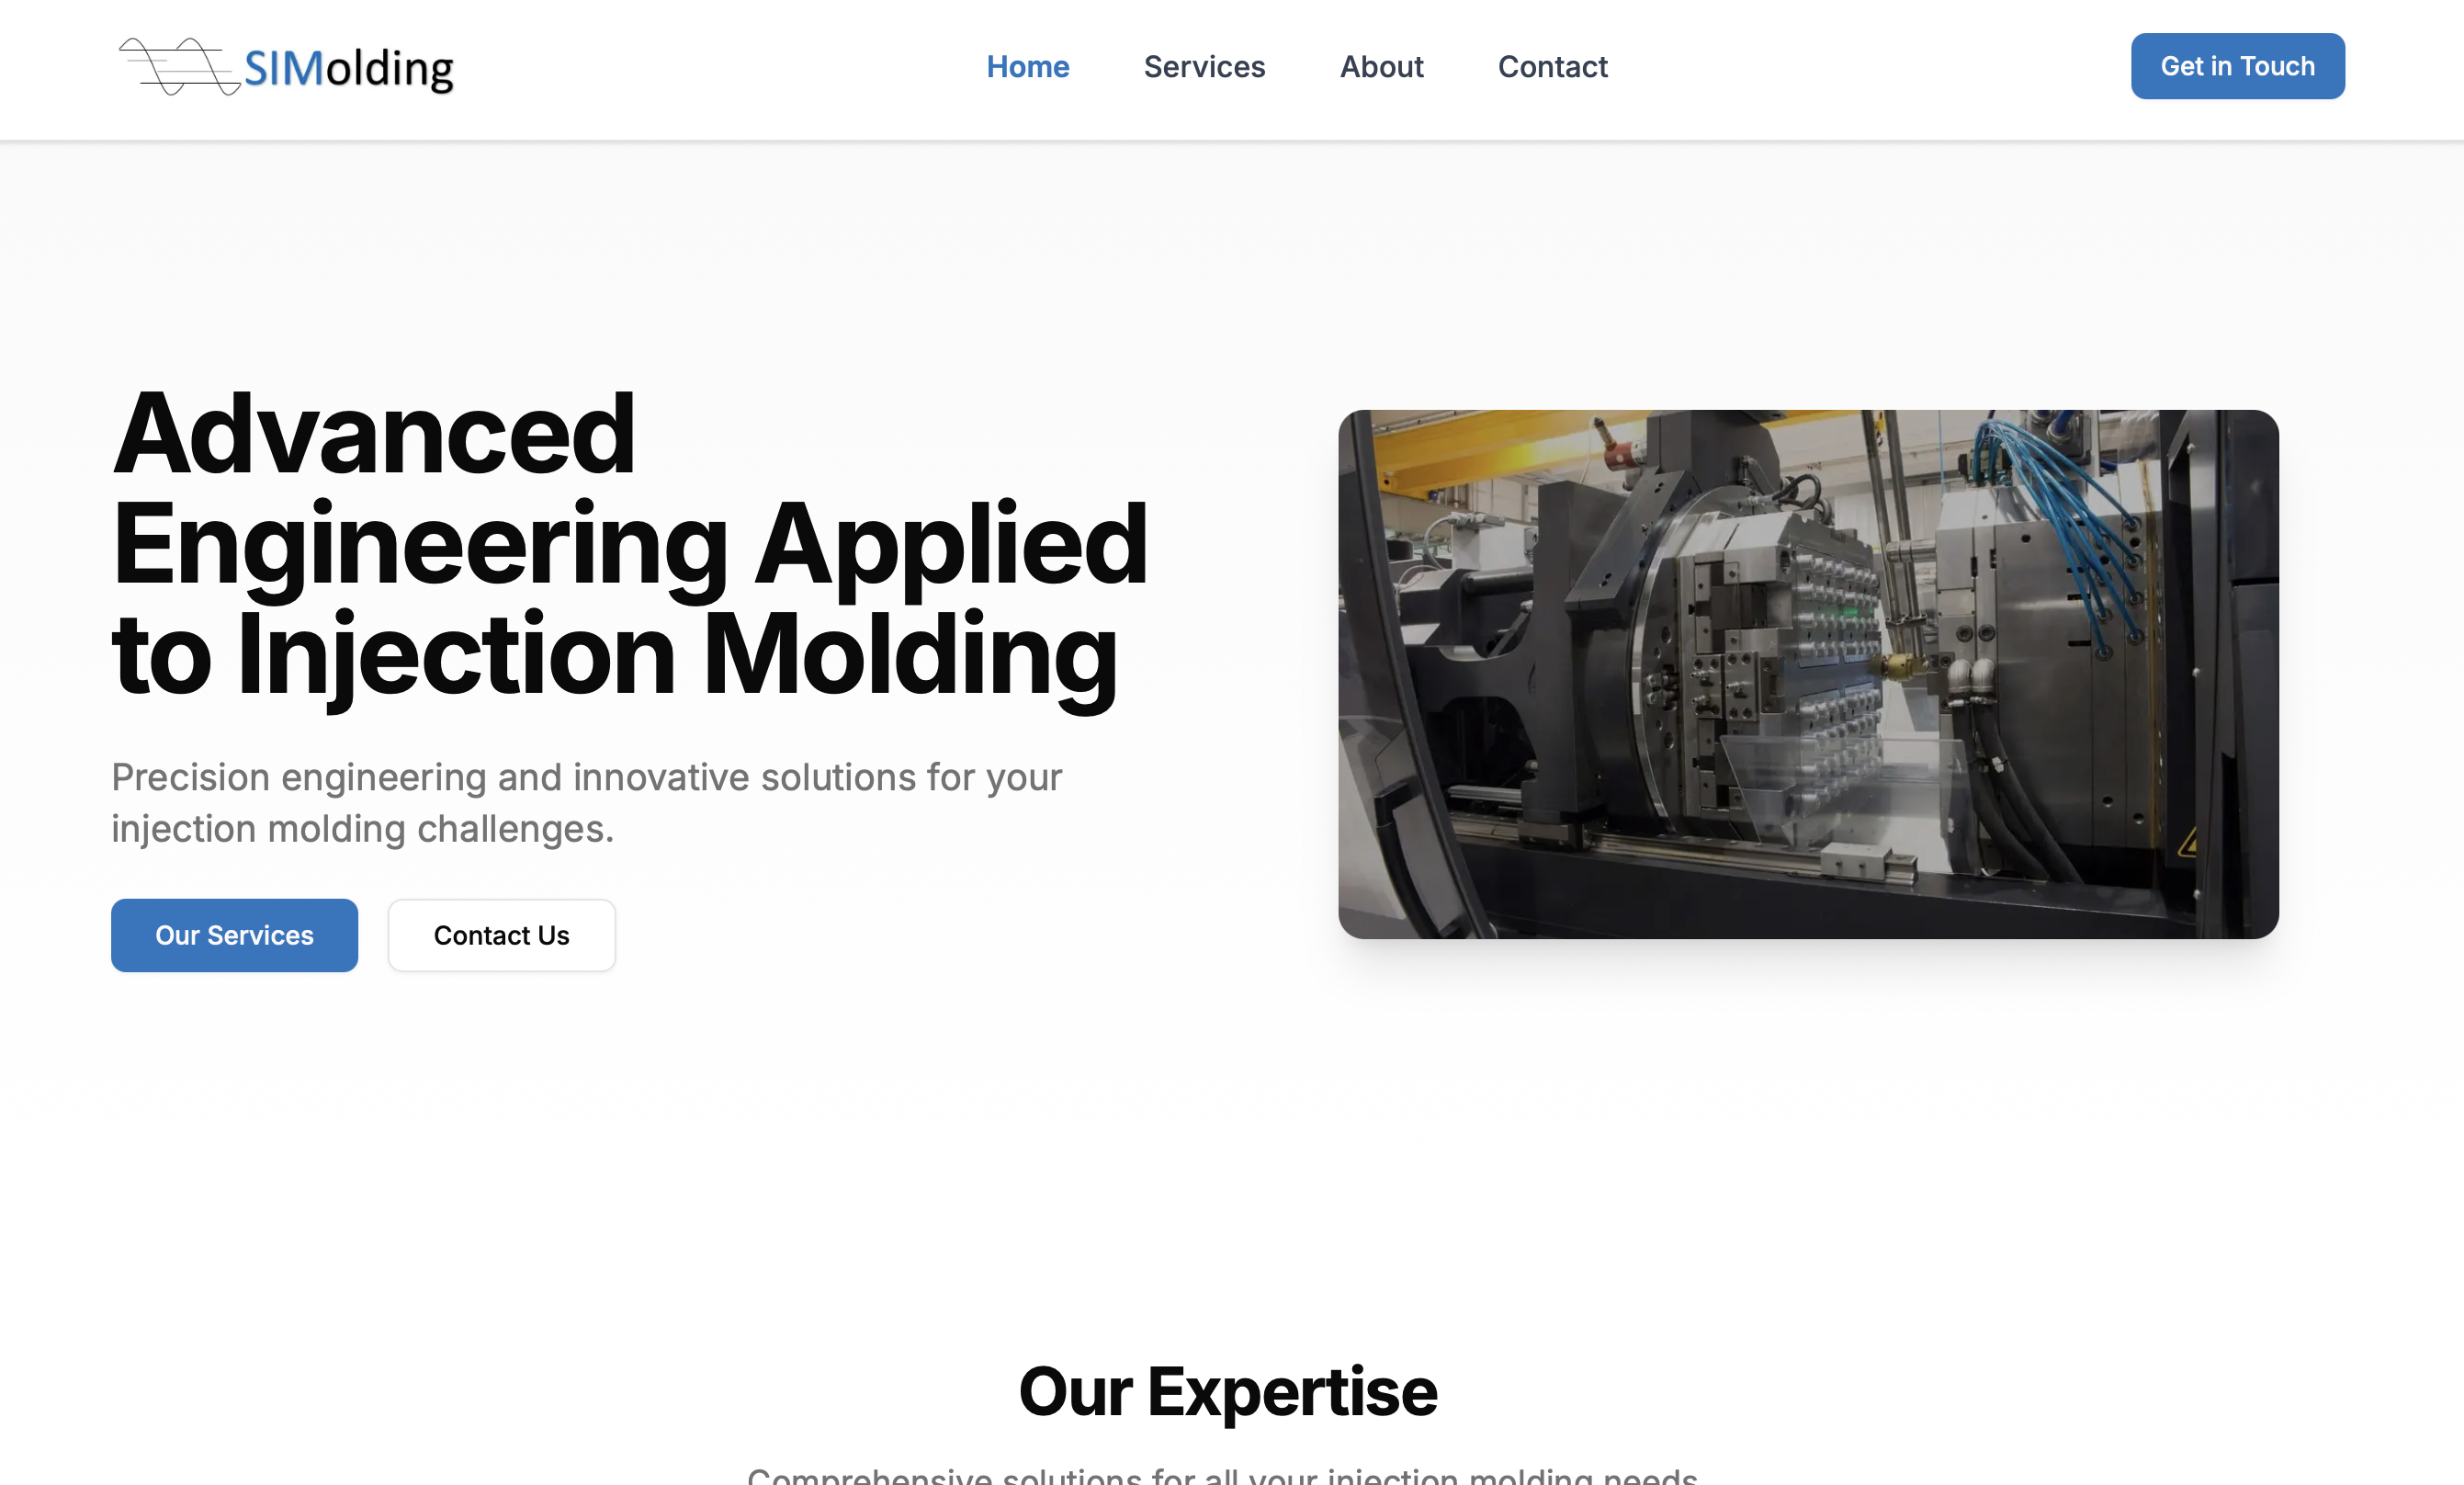 SIMolding
Home
Services
About
Contact
Get in Touch
Advanced
Engineering Applied
to Injection Molding
Precision engineering and innovative solutions for your
injection molding challenges.
Our Services
Contact Us
Our Expertise
Comprehensive solutions for all your injection molding needs